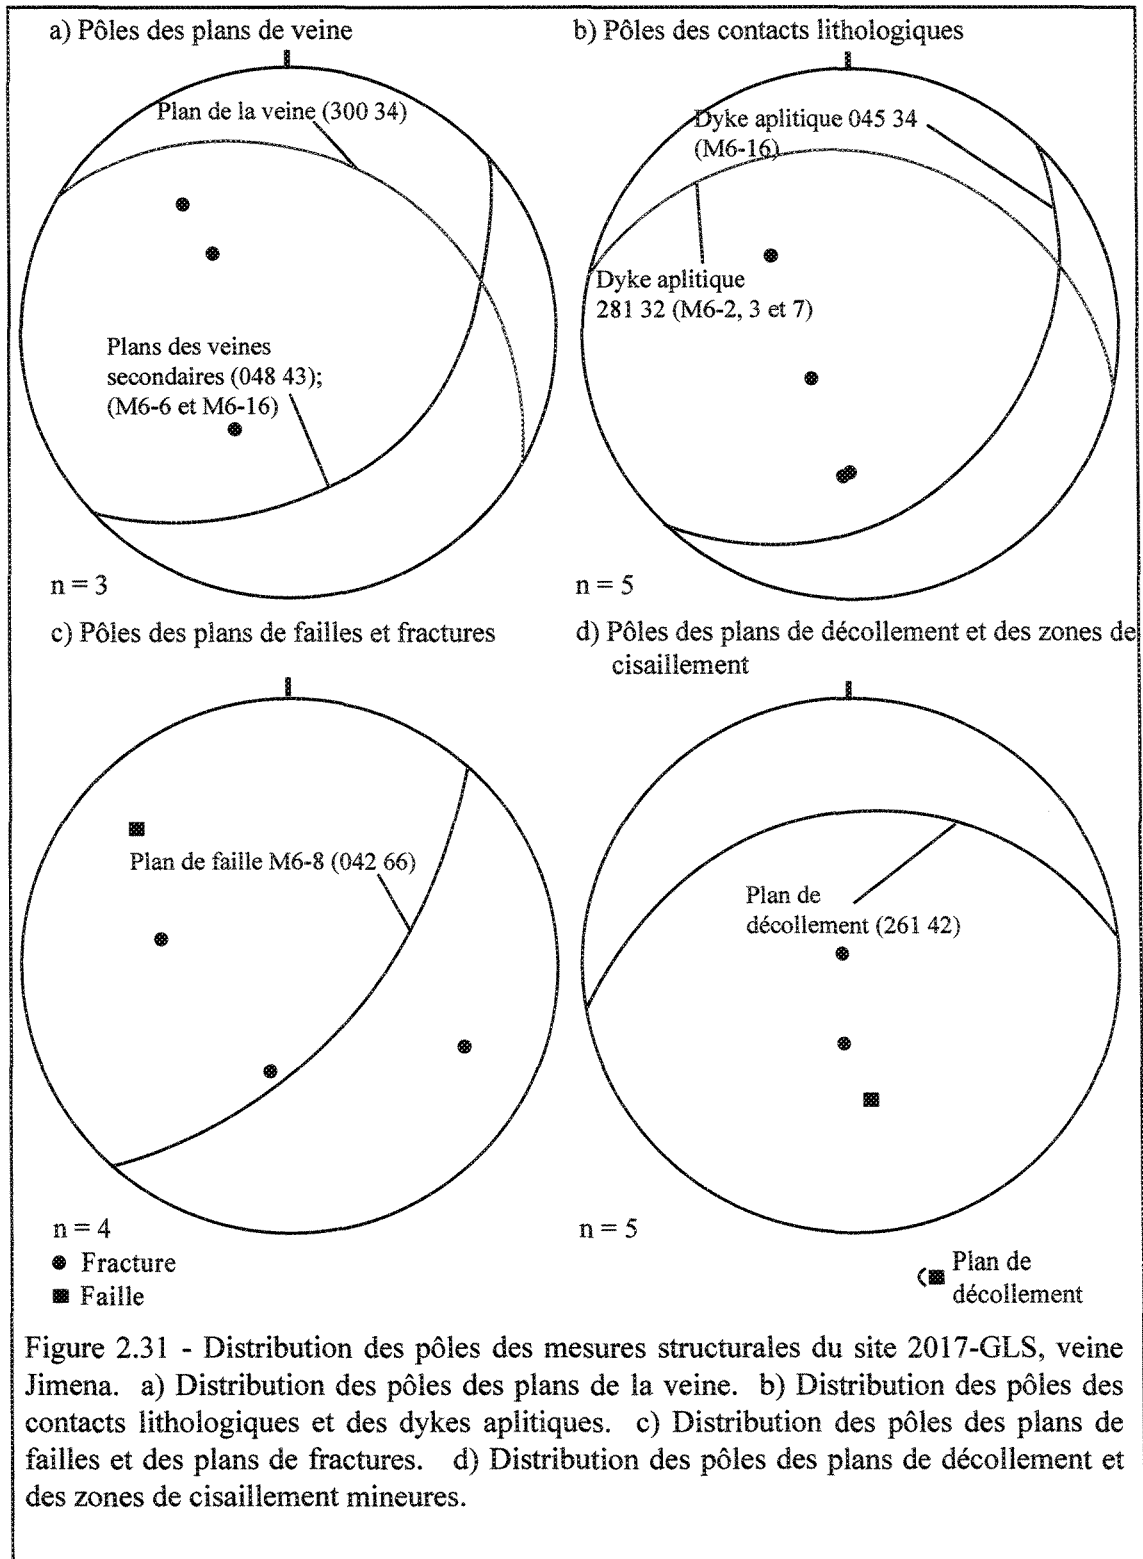 a) Pôles des plans de veine
Plan de la veine (300 34)
Plans des veines
secondaires (048 43);
(M6-6 et M6-16)
n = 3
b) Pôles des contacts lithologiques
Dyke aplitique 045 34
(M6-16)
Dyke aplitique
281 32 (M6-2, 3 et 7)
n = 5
c) Pôles des plans de failles et fractures
Plan de faille M6-8 (042 66)
n = 4
Fracture
Faille
d) Pôles des plans de décollement et des zones de
cisaillement
Plan de
décollement (261 42)
n = 5
Plan de
décollement
Figure 2.31 - Distribution des pôles des mesures structurales du site 2017-GLS, veine
Jimena. a) Distribution des pôles des plans de la veine. b) Distribution des pôles des
contacts lithologiques et des dykes aplitiques. c) Distribution des pôles des plans de
failles et des plans de fractures. d) Distribution des pôles des plans de décollement et
des zones de cisaillement mineures.